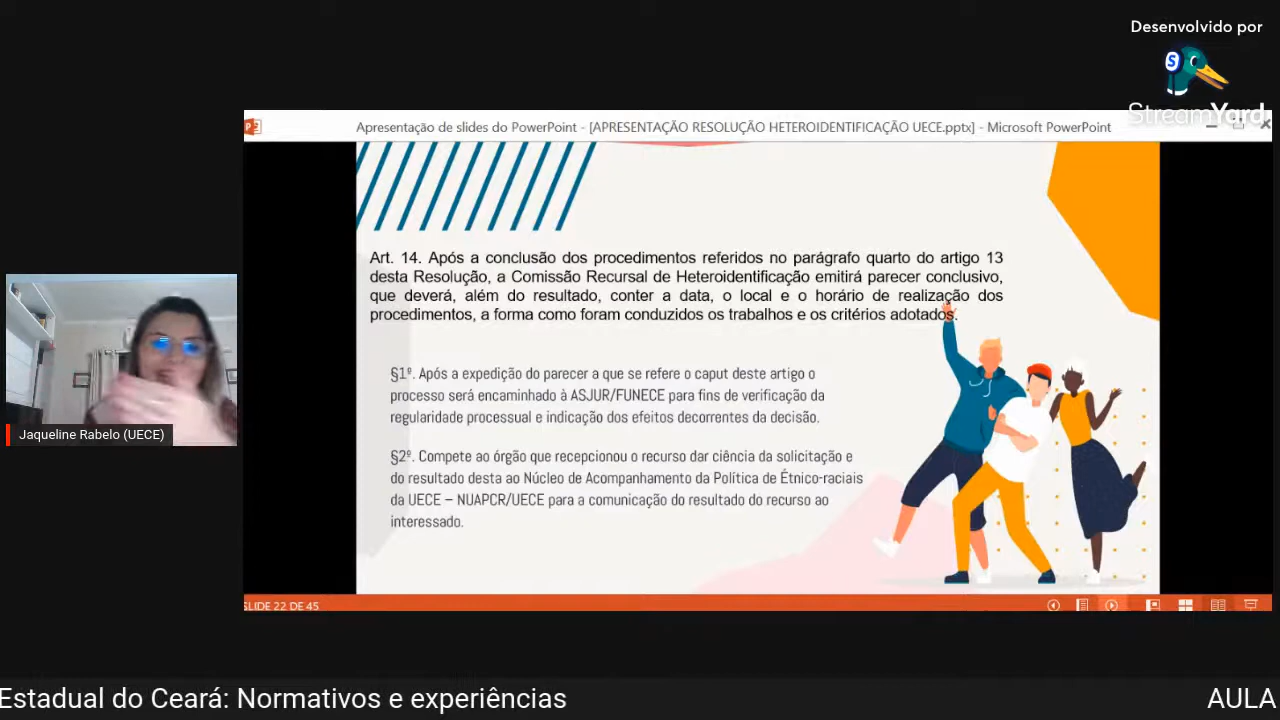 Desenvolvido por
S
StreamYard
Apresentação de slides do PowerPoint - [APRESENTAÇÃO RESOLUÇÃO HETEROIDENTIFICAÇÃO UECE.pptx] - Microsoft PowerPoint
Art. 14. Após a conclusão dos procedimentos referidos no parágrafo quarto do artigo 13
desta Resolução, a Comissão Recursal de Heteroidentificação emitirá parecer conclusivo,
que deverá, além do resultado, conter a data, o local e o horário de realização dos
procedimentos, a forma como foram conduzidos os trabalhos e os critérios adotados.
§1º. Após a expedição do parecer a que se refere o caput deste artigo o
processo será encaminhado à ASJUR/FUNECE para fins de verificação da
regularidade processual e indicação dos efeitos decorrentes da decisão.
§2º. Compete ao órgão que recepcionou o recurso dar ciência da solicitação e
do resultado desta ao Núcleo de Acompanhamento da Política de Étnico-raciais
da UECE – NUAPCR/UECE para a comunicação do resultado do recurso ao
interessado.
Jaqueline Rabelo (UECE)
SLIDE 22 DE 45
Estadual do Ceará: Normativos e experiências
AULA